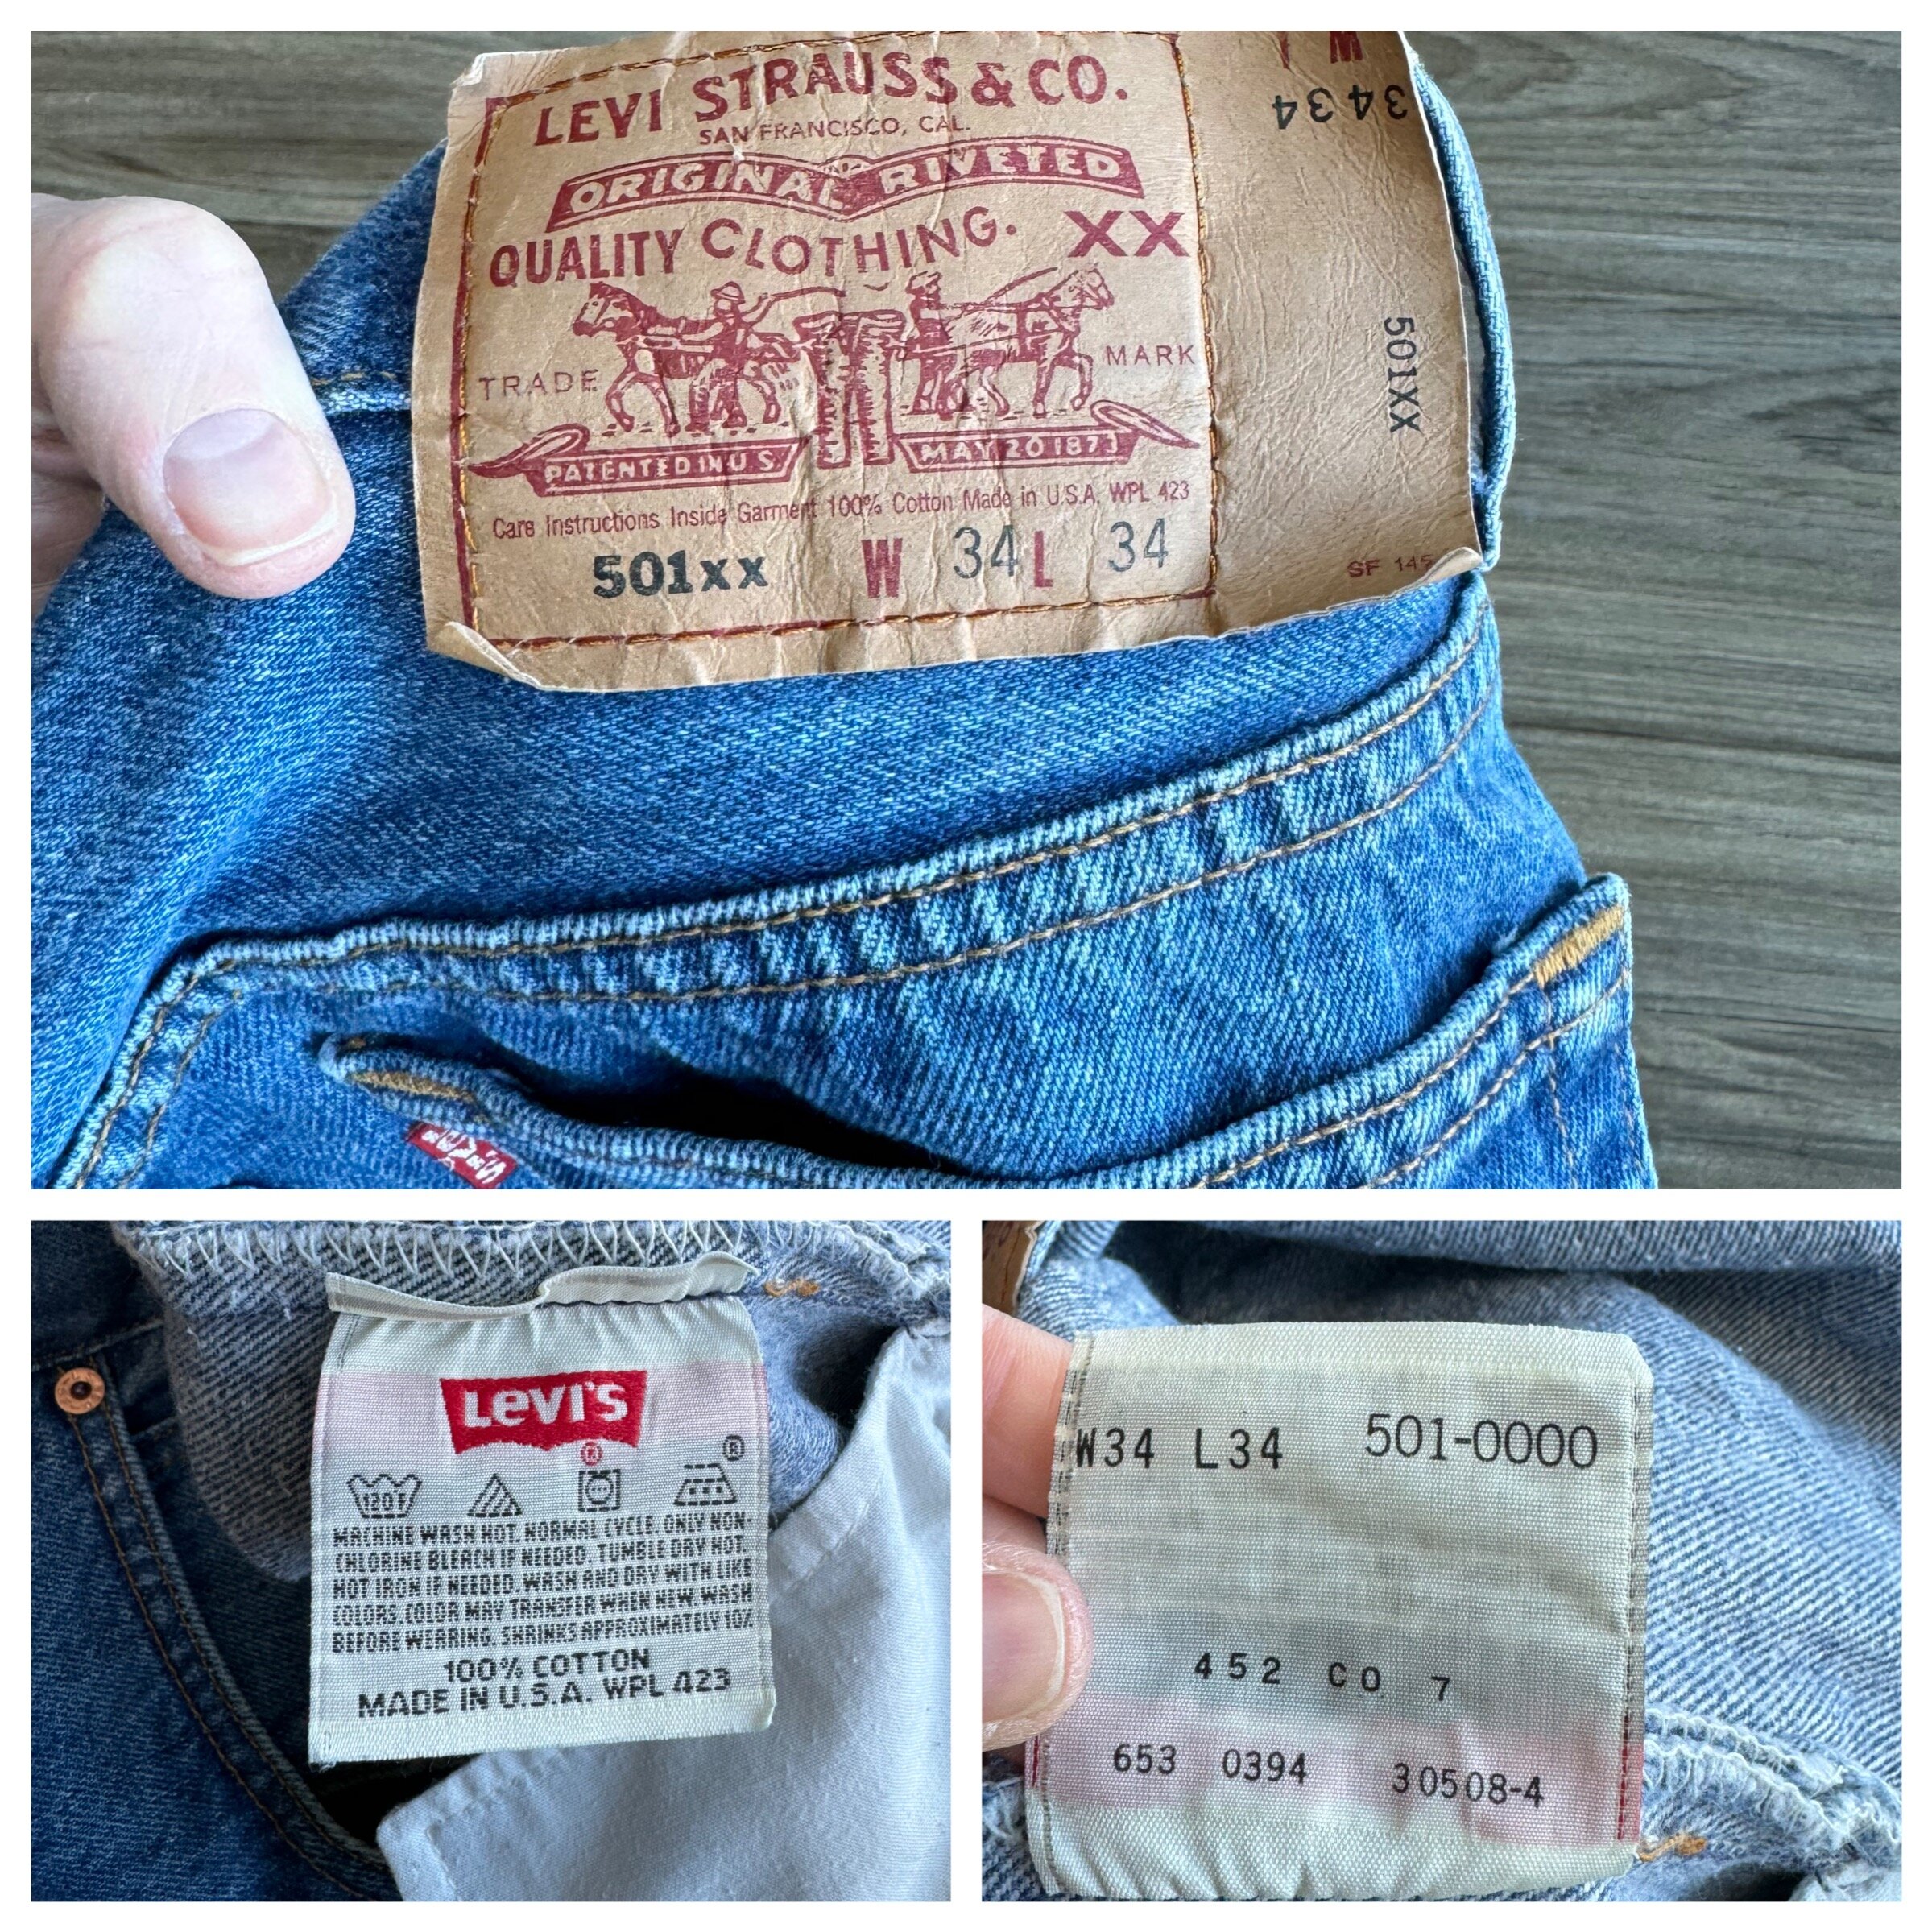 LEVI STRAUSS & CO.
SAN FRANCISCO, CAL.
ORIGINAL RIVETED
QUALITY CLOTHING. XX
TRADE MARK
PATENTED IN U S MAY 20 1873
Care Instructions Inside Garment 100% Cotton Made in U.S.A. WPL 423
501xx W 34 L 34
W
34 34
501XX
SF 145
LEVI'S
LEVI'S
®
®
120F
MACHINE WASH HOT, NORMAL CYCLE. ONLY NON-
CHLORINE BLEACH IF NEEDED. TUMBLE DRY HOT.
HOT IRON IF NEEDED. WASH AND DRY WITH LIKE
COLORS. COLOR MAY TRANSFER WHEN NEW. WASH
BEFORE WEARING. SHRINKS APPROXIMATELY 10%
100% COTTON
MADE IN U.S.A. WPL 423
W34 L34 501-0000
452 CO 7
653 0394 30508-4